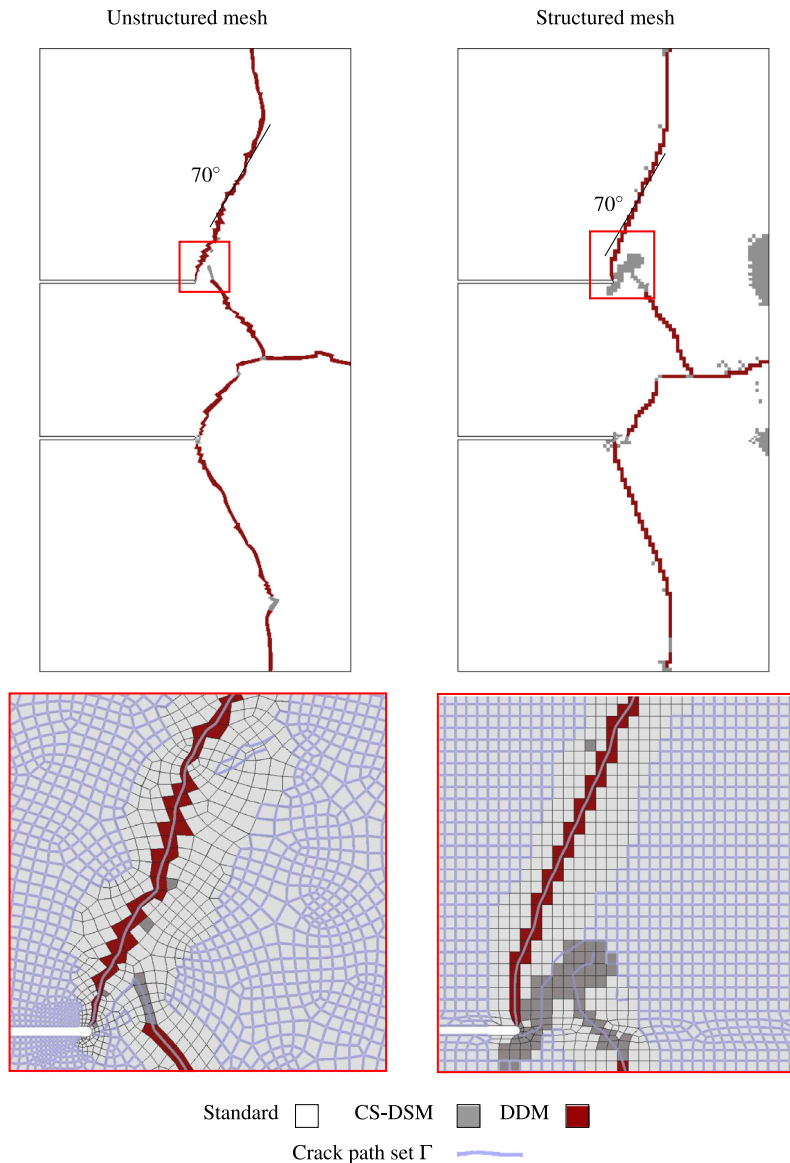 Unstructured mesh
Structured mesh
70°
70°
Standard
CS-DSM
DDM
Crack path set Γ